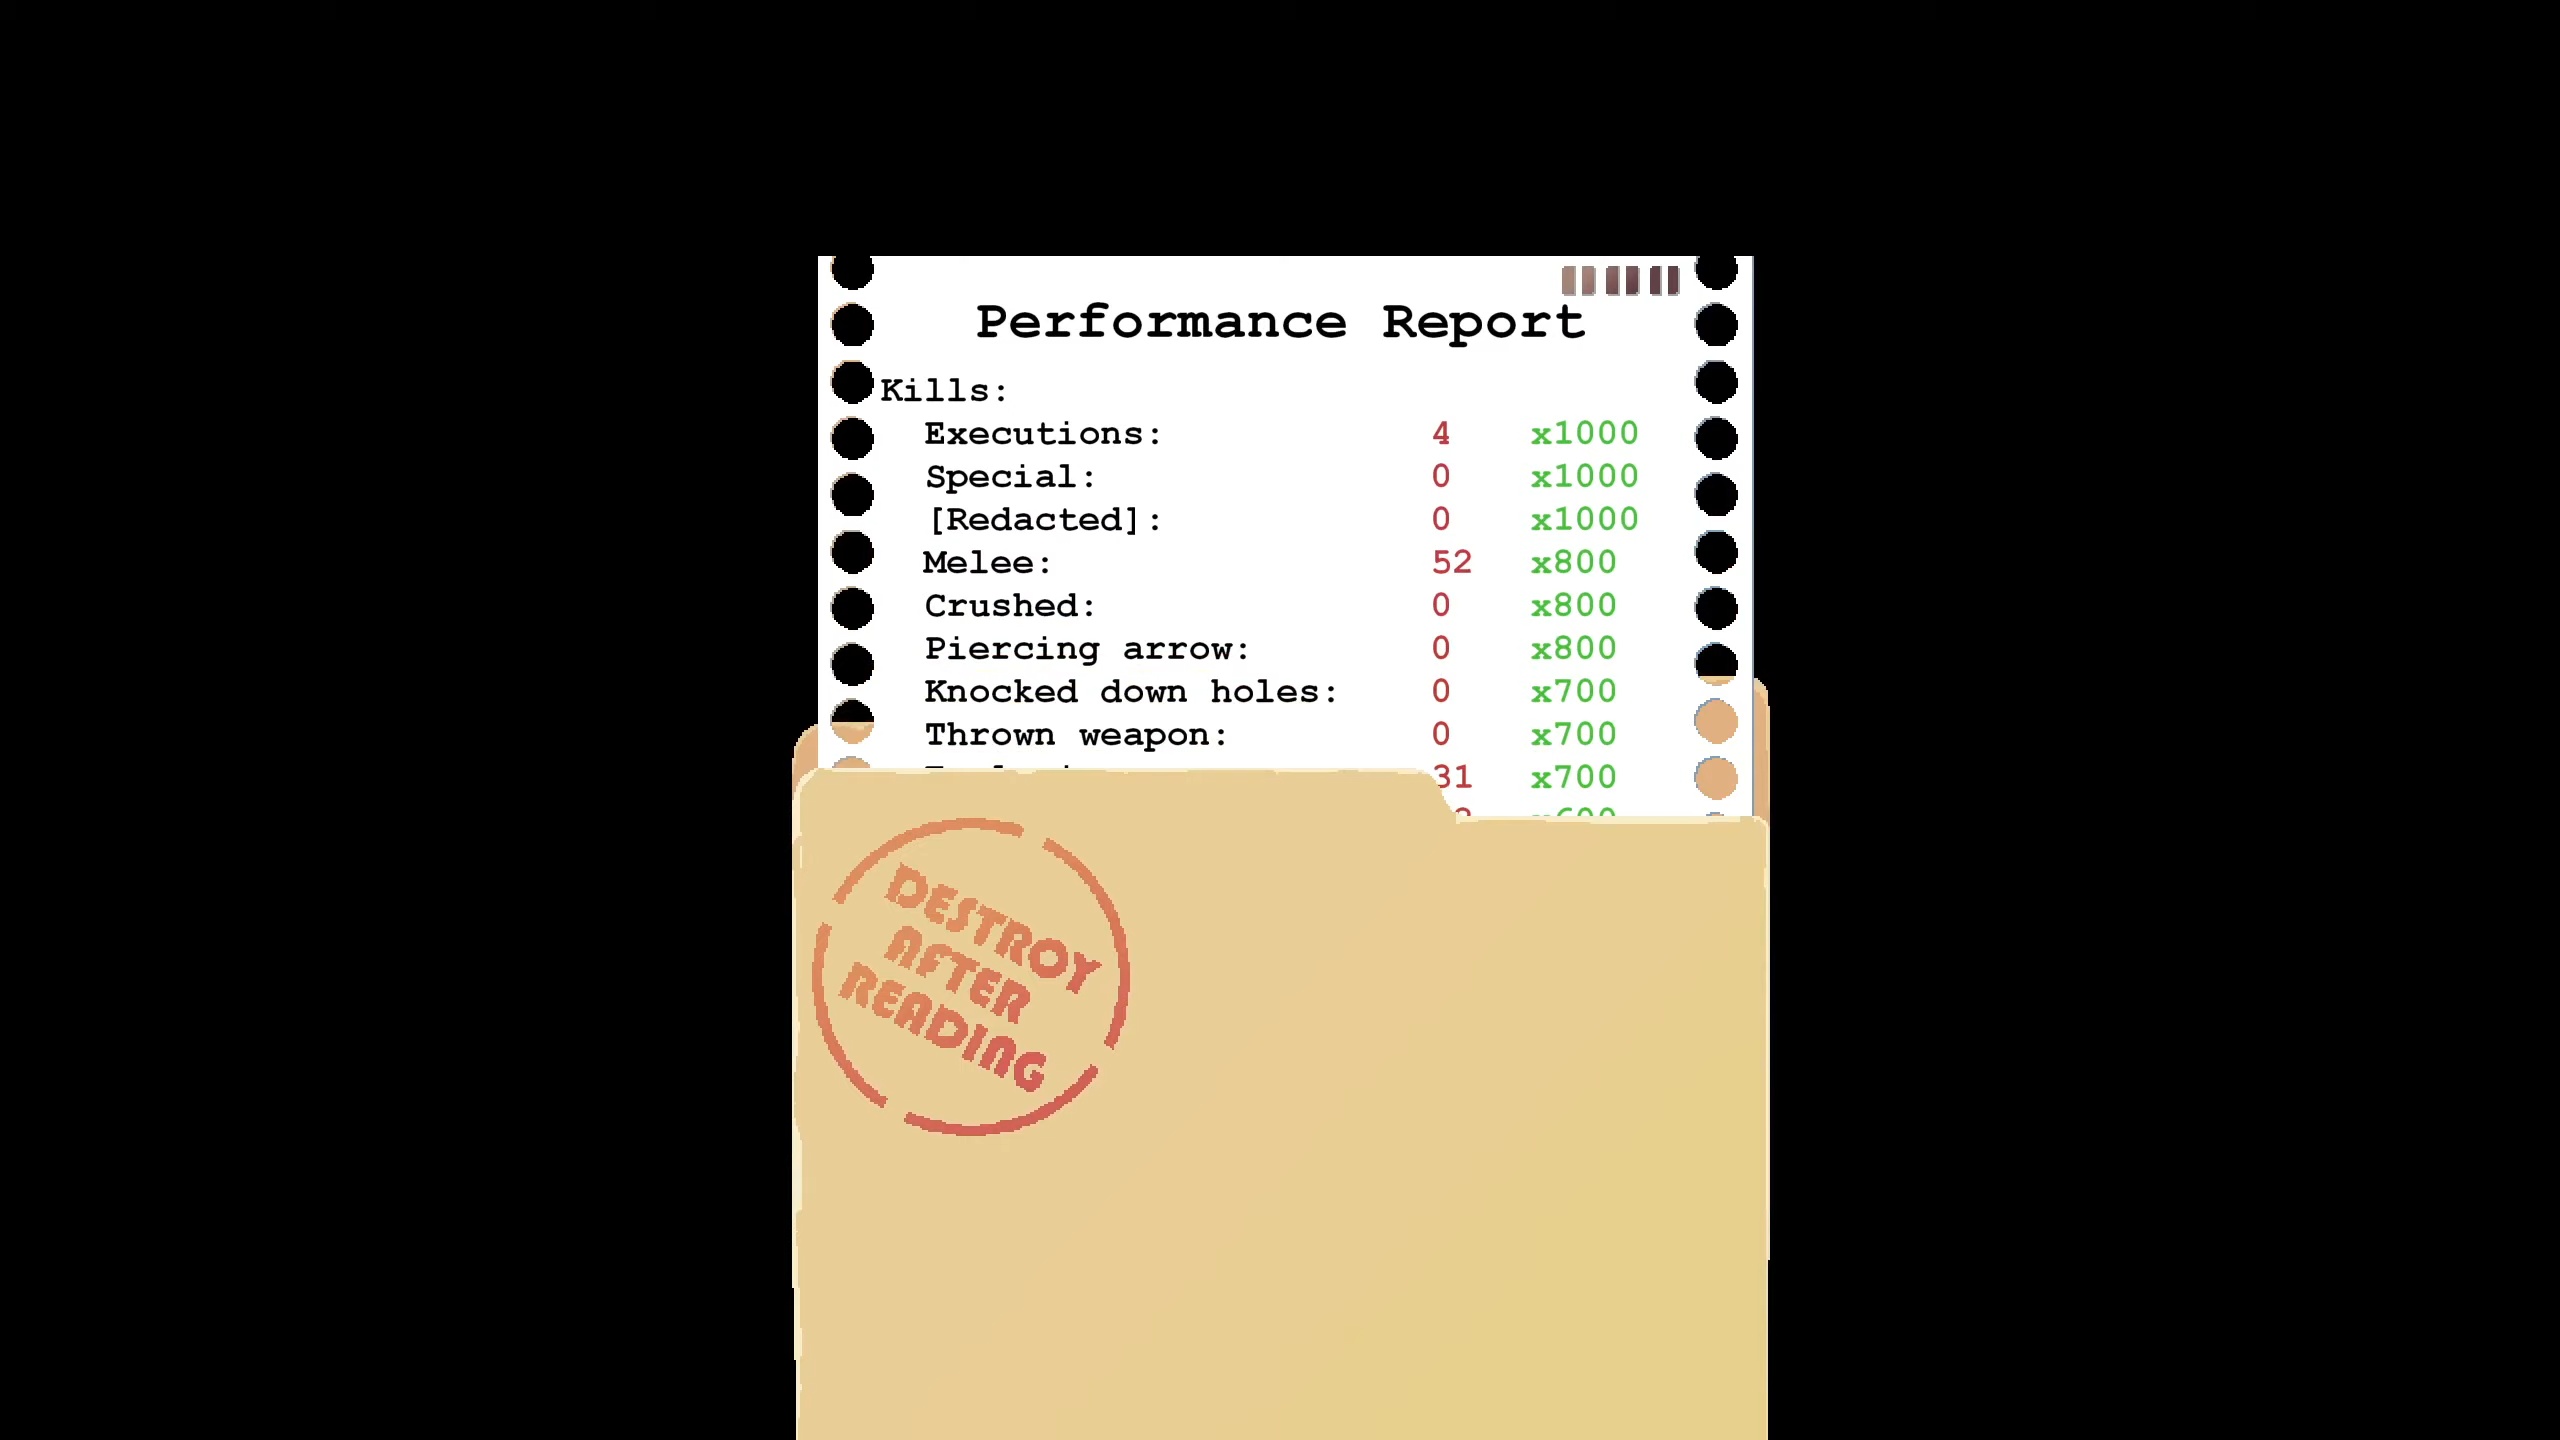 Performance Report
Kills:
Executions: 4 x1000
Special: 0 x1000
[Redacted]: 0 x1000
Melee: 52 x800
Crushed: 0 x800
Piercing arrow: 0 x800
Knocked down holes: 0 x700
Thrown weapon: 0 x700
31 x700
DESTROY
AFTER
READING